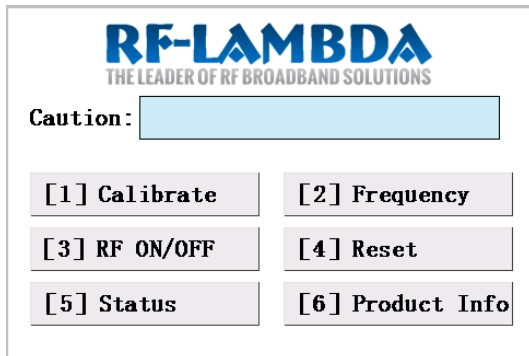 RF-LAMBDA
THE LEADER OF RF BROADBAND SOLUTIONS
Caution:
[1] Calibrate [2] Frequency
[3] RF ON/OFF [4] Reset
[5] Status [6] Product Info